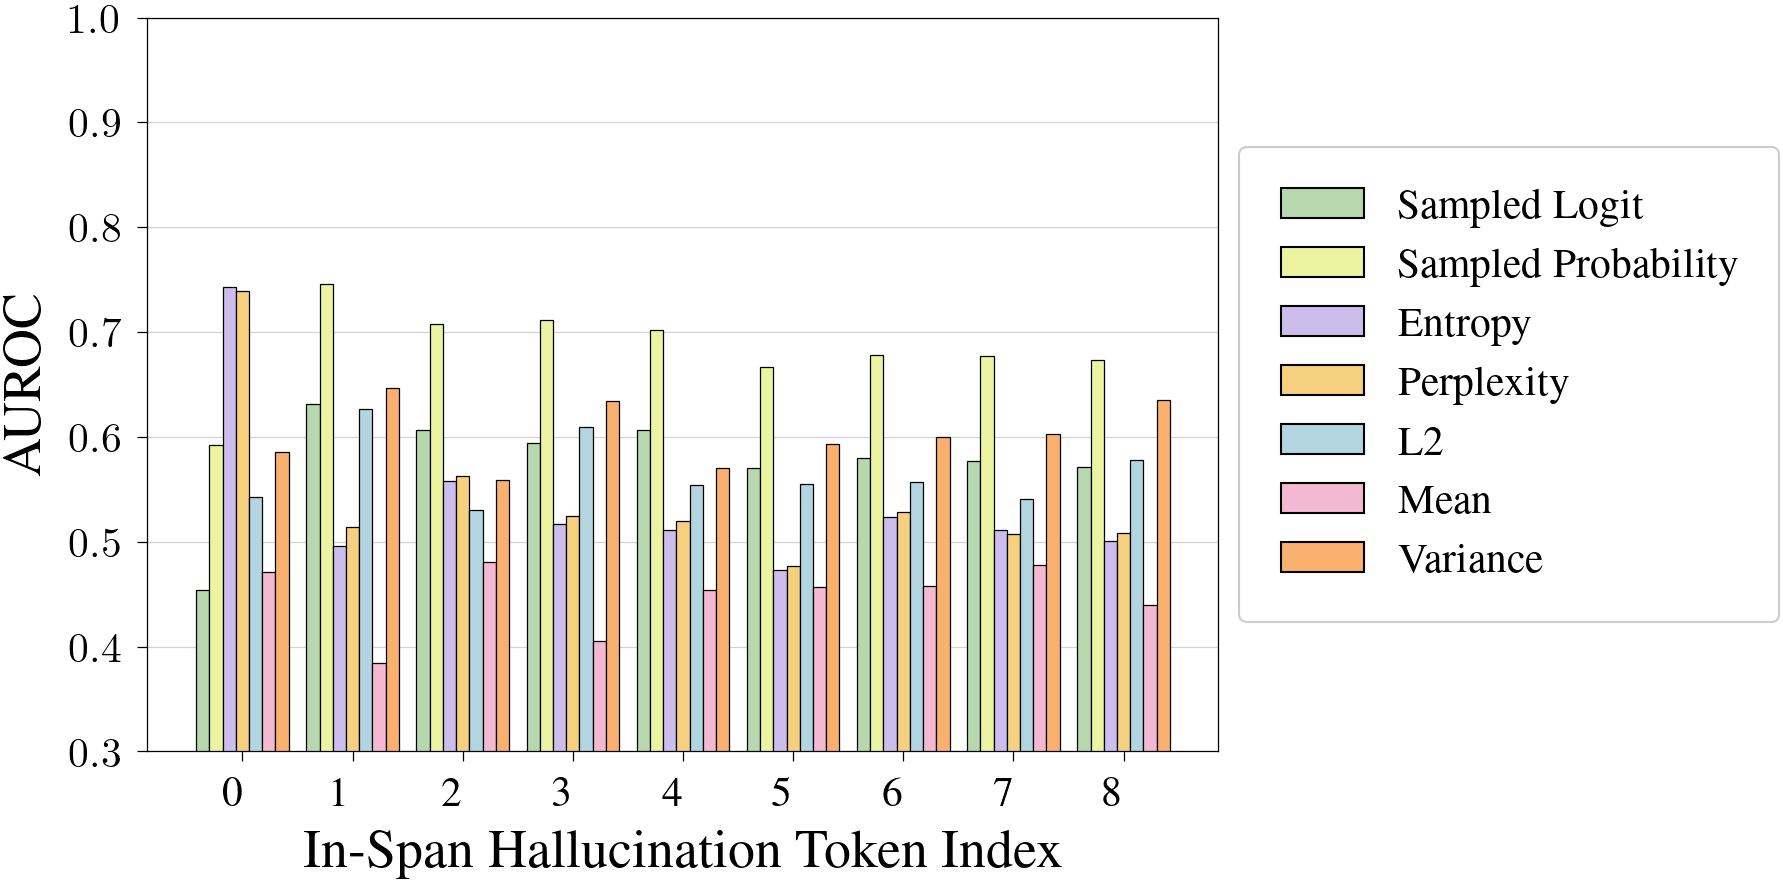 1.0
0.9
0.8
0.7
0.6
0.5
0.4
0.3
AUROC
0 1 2 3 4 5 6 7 8
In-Span Hallucination Token Index
Sampled Logit
Sampled Probability
Entropy
Perplexity
L2
Mean
Variance